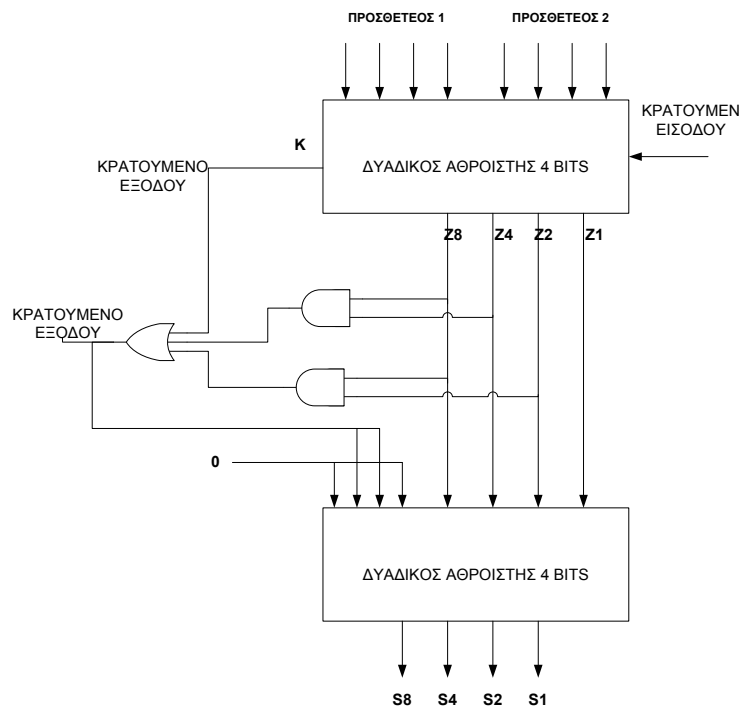 ΠΡΟΣΘΕΤΕΟΣ 1
ΠΡΟΣΘΕΤΕΟΣ 2
ΚΡΑΤΟΥΜΕΝ
ΕΙΣΟΔΟΥ
Κ
ΔΥΑΔΙΚΟΣ ΑΘΡΟΙΣΤΗΣ 4 BITS
ΚΡΑΤΟΥΜΕΝΟ
ΕΞΟΔΟΥ
Z8 Z4 Z2 Z1
ΚΡΑΤΟΥΜΕΝΟ
ΕΞΟΔΟΥ
0
ΔΥΑΔΙΚΟΣ ΑΘΡΟΙΣΤΗΣ 4 BITS
S8 S4 S2 S1